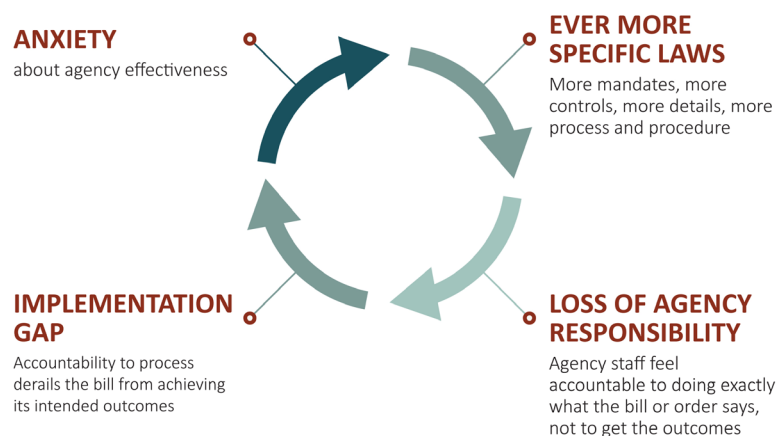 ANXIETY
about agency effectiveness
EVER MORE
SPECIFIC LAWS
More mandates, more
controls, more details, more
process and procedure
LOSS OF AGENCY
RESPONSIBILITY
Agency staff feel
accountable to doing exactly
what the bill or order says,
not to get the outcomes
IMPLEMENTATION
GAP
Accountability to process
derails the bill from achieving
its intended outcomes